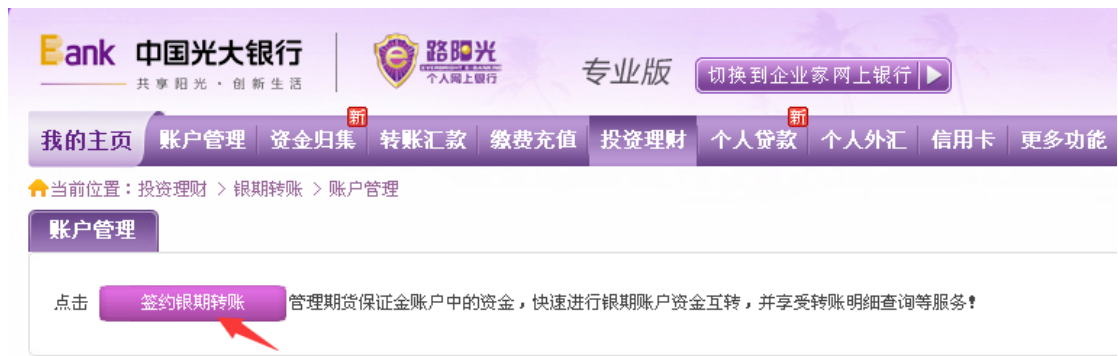 Bank 中国光大银行
共享阳光·创新生活
路阳光
EVERBRIGHT E-BANKING
个人网上银行
专业版
切换到企业家网上银行
新 新
我的主页 账户管理 资金归集 转账汇款 缴费充值 投资理财 个人贷款 个人外汇 信用卡 更多功能
当前位置：投资理财 > 银期转账 > 账户管理
账户管理
点击 签约银期转账 管理期货保证金账户中的资金，快速进行银期账户资金互转，并享受转账明细查询等服务！